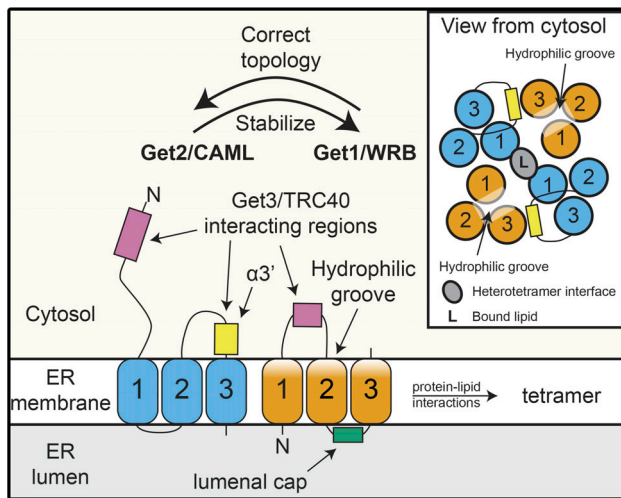 Correct
topology
Stabilize
Get2/CAML
Get1/WRB
N
Get3/TRC40
interacting regions
α3'
Hydrophilic
groove
Cytosol
ER
membrane
1
2
3
1
2
3
protein-lipid
interactions
tetramer
N
ER
lumen
lumenal cap
View from cytosol
Hydrophilic groove
3
3
2
2
1
1
L
1
1
2
2
3
3
Hydrophilic groove
Heterotetramer interface
L Bound lipid